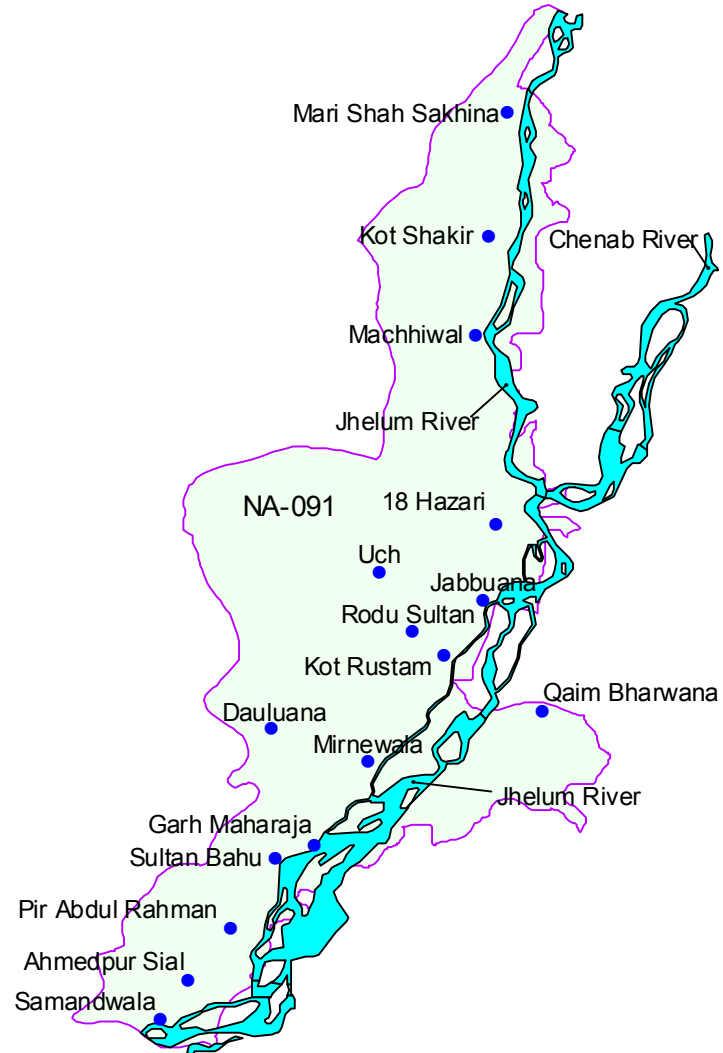 Mari Shah Sakhina
Kot Shakir
Chenab River
Machhiwal
Jhelum River
NA-091
18 Hazari
Uch
Jabbuana
Rodu Sultan
Kot Rustam
Qaim Bharwana
Dauluana
Mirnewala
Jhelum River
Garh Maharaja
Sultan Bahu
Pir Abdul Rahman
Ahmedpur Sial
Samandwala